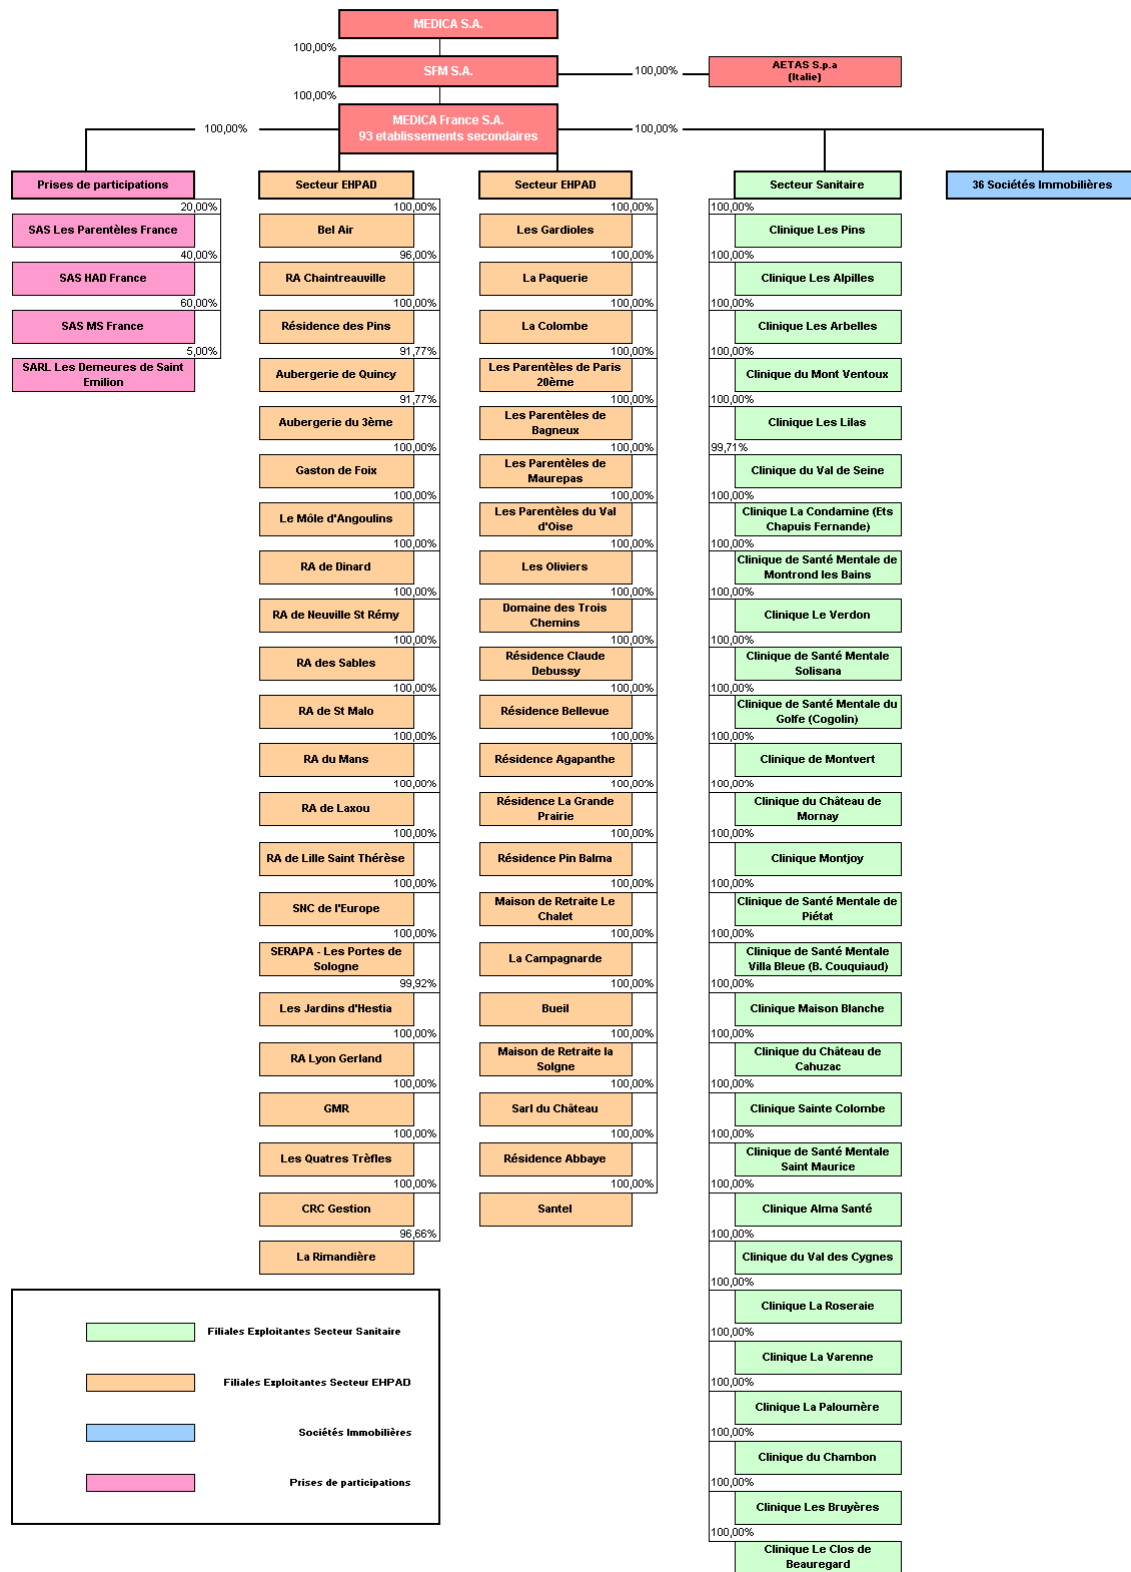 MEDICA S.A.
100,00%
SFM S.A.
100,00%
AETAS S.p.a
(Italie)
100,00%
MEDICA France S.A.
93 etablissements secondaires
100,00%
100,00%
Prises de participations
20,00%
SAS Les Parentèles France
40,00%
SAS HAD France
60,00%
SAS MS France
5,00%
SARL Les Demeures de Saint
Emilion
Secteur EHPAD
100,00%
Bel Air
96,00%
RA Chaintreauville
100,00%
Résidence des Pins
91,77%
Aubergerie de Quincy
91,77%
Aubergerie du 3ème
100,00%
Gaston de Foix
100,00%
Le Môle d'Angoulins
100,00%
RA de Dinard
100,00%
RA de Neuville St Rémy
100,00%
RA des Sables
100,00%
RA de St Malo
100,00%
RA du Mans
100,00%
RA de Laxou
100,00%
RA de Lille Saint Thérèse
100,00%
SNC de l'Europe
100,00%
SERAPA - Les Portes de
Sologne
99,92%
Les Jardins d'Hestia
100,00%
RA Lyon Gerland
100,00%
GMR
100,00%
Les Quatres Trèfles
100,00%
CRC Gestion
96,66%
La Rimandière
Secteur EHPAD
100,00%
Les Gardioles
100,00%
La Paquerie
100,00%
La Colombe
100,00%
Les Parentèles de Paris
20ème
100,00%
Les Parentèles de
Bagneux
100,00%
Les Parentèles de
Maurepas
100,00%
Les Parentèles du Val
d'Oise
100,00%
Les Oliviers
100,00%
Domaine des Trois
Chemins
100,00%
Résidence Claude
Debussy
100,00%
Résidence Bellevue
100,00%
Résidence Agapanthe
100,00%
Résidence La Grande
Prairie
100,00%
Résidence Pin Balma
100,00%
Maison de Retraite Le
Chalet
100,00%
La Campagnarde
100,00%
Bueil
100,00%
Maison de Retraite la
Solgne
100,00%
Sarl du Château
100,00%
Résidence Abbaye
100,00%
Santel
Secteur Sanitaire
100,00%
Clinique Les Pins
100,00%
Clinique Les Alpilles
100,00%
Clinique Les Arbelles
100,00%
Clinique du Mont Ventoux
100,00%
Clinique Les Lilas
99,71%
Clinique du Val de Seine
100,00%
Clinique La Condamine (Ets
Chapuis Fernande)
100,00%
Clinique de Santé Mentale de
Montrond les Bains
100,00%
Clinique Le Verdon
100,00%
Clinique de Santé Mentale
Solisana
100,00%
Clinique de Santé Mentale du
Golfe (Cogolin)
100,00%
Clinique de Montvert
100,00%
Clinique du Château de
Mornay
100,00%
Clinique Montjoy
100,00%
Clinique de Santé Mentale de
Piétat
100,00%
Clinique de Santé Mentale
Villa Bleue (B. Couquiaud)
100,00%
Clinique Maison Blanche
100,00%
Clinique du Château de
Cahuzac
100,00%
Clinique Sainte Colombe
100,00%
Clinique de Santé Mentale
Saint Maurice
100,00%
Clinique Alma Santé
100,00%
Clinique du Val des Cygnes
100,00%
Clinique La Roseraie
100,00%
Clinique La Varenne
100,00%
Clinique La Paloumère
100,00%
Clinique du Chambon
100,00%
Clinique Les Bruyères
100,00%
Clinique Le Clos de
Beauregard
36 Sociétés Immobilières
Filiales Exploitantes Secteur Sanitaire
Filiales Exploitantes Secteur EHPAD
Sociétés Immobilières
Prises de participations